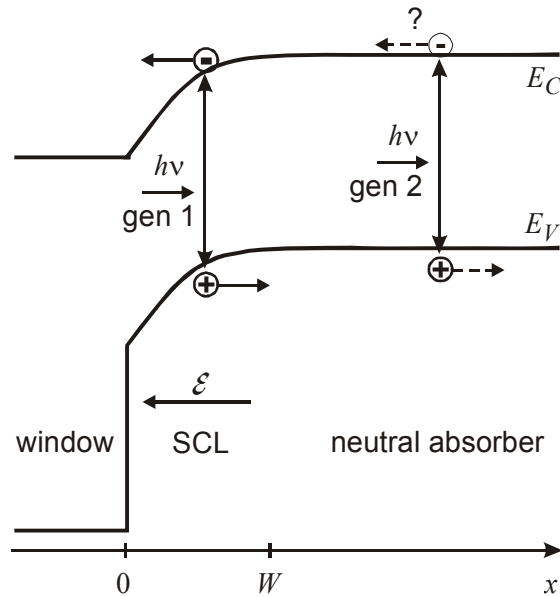 ?
E_C
hν
gen 1
hν
gen 2
E_V
ℰ
window
SCL
neutral absorber
0
W
x